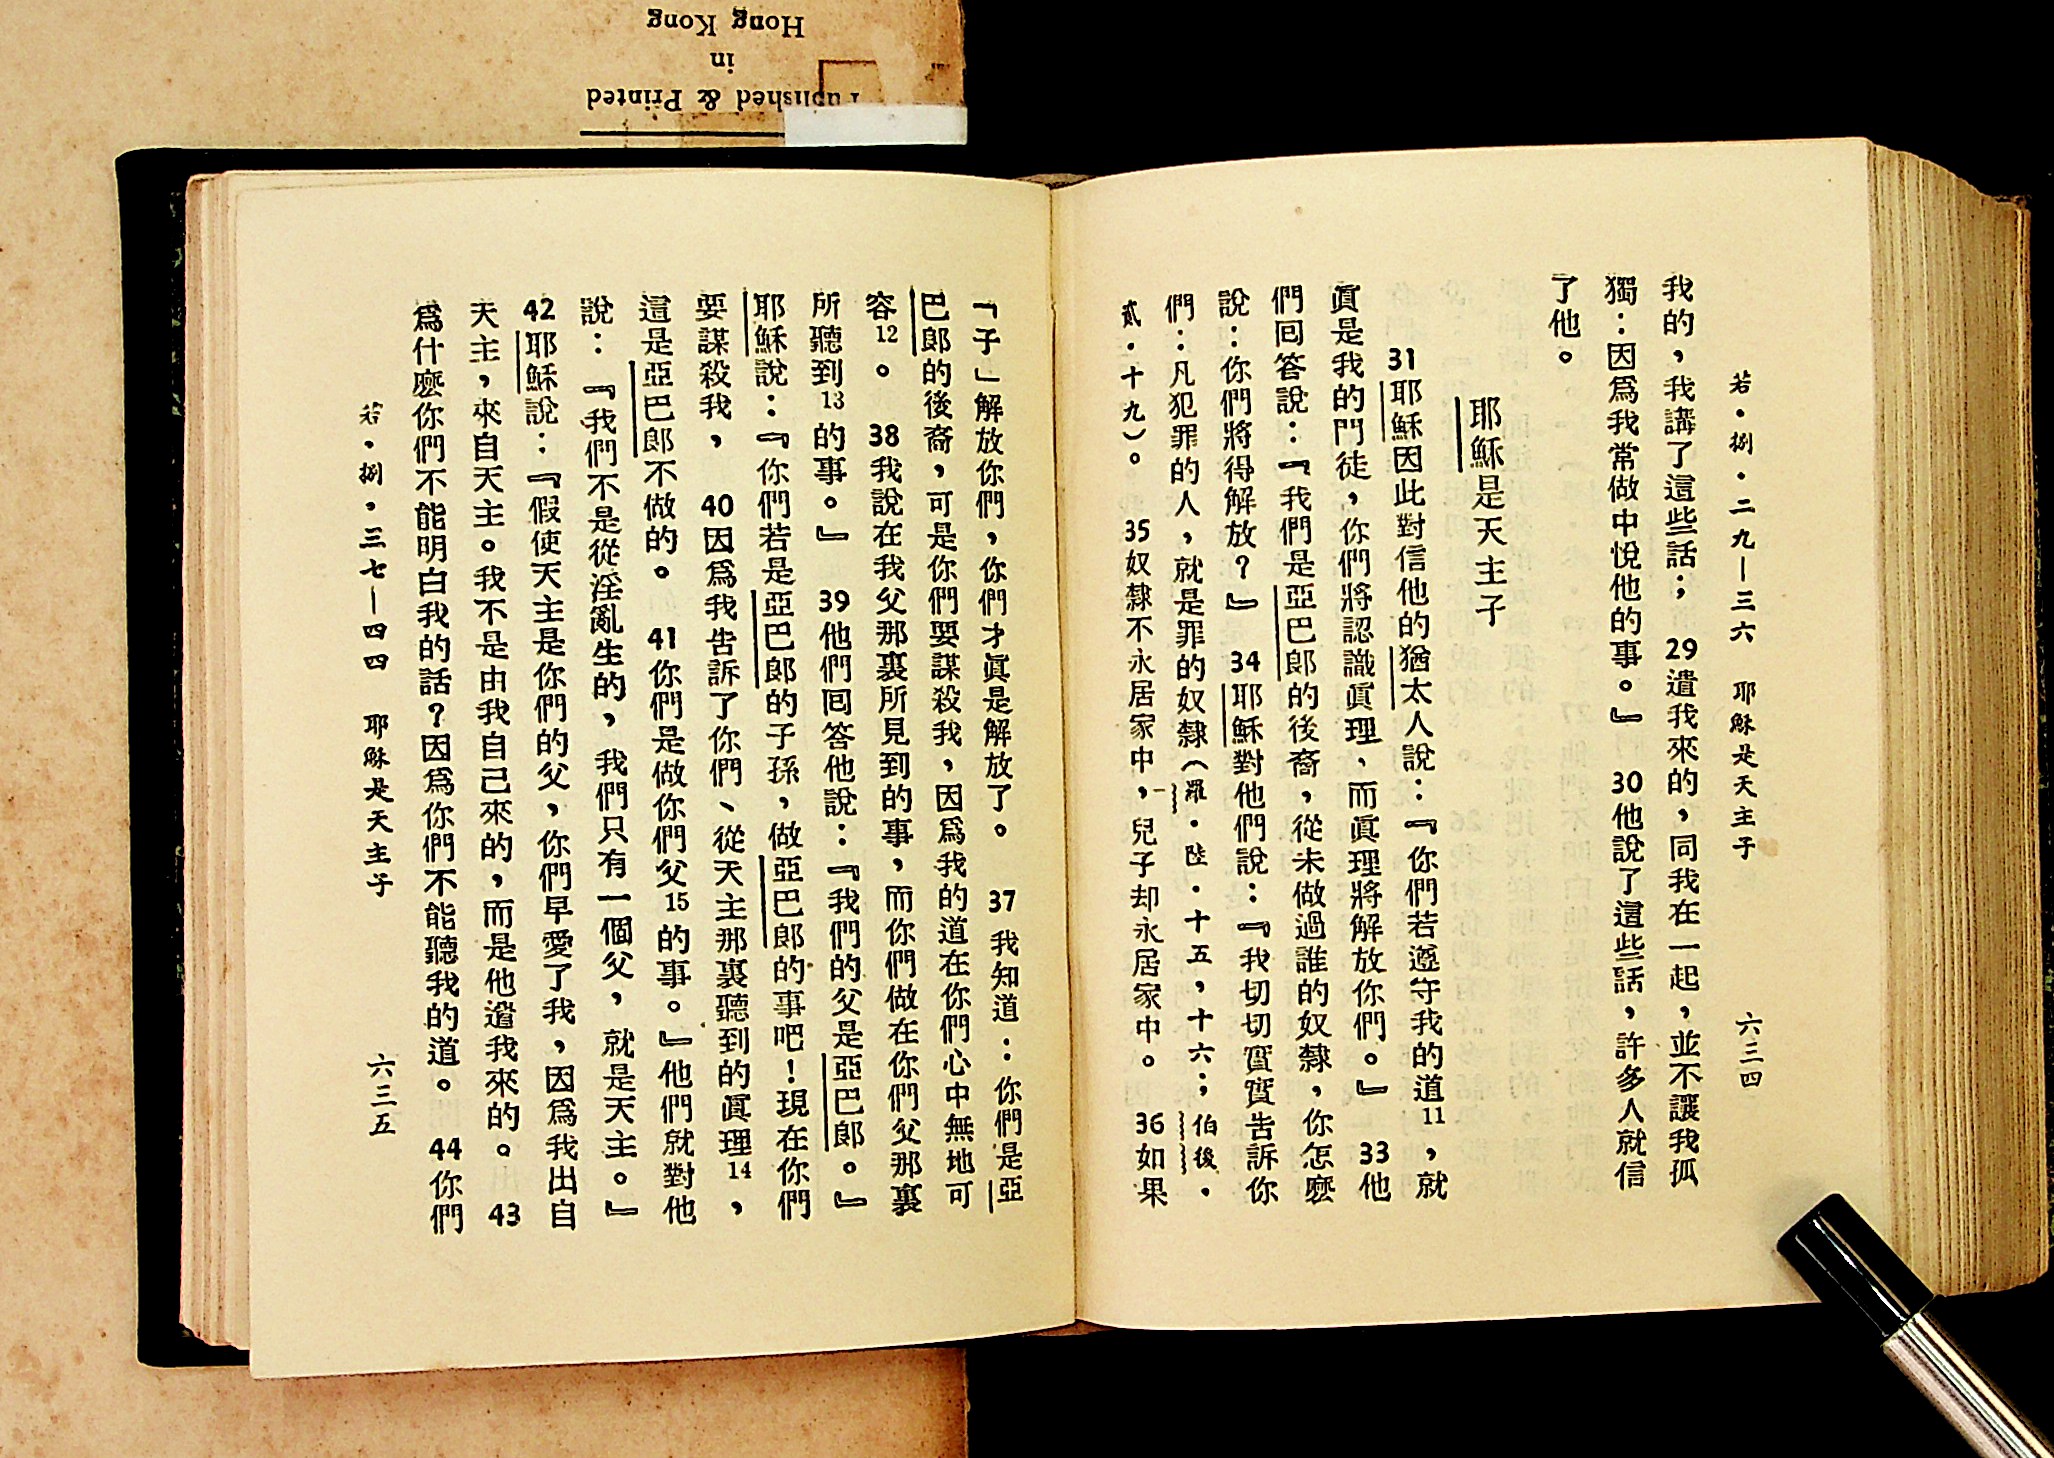 若．捌．二九—三六　耶穌是天主子　六三四
我的，我講了這些話；29遣我來的，同我在一起，並不讓我孤
獨：因爲我常做中悅他的事。』30他說了這些話，許多人就信
了他。
耶穌是天主子
31耶穌因此對信他的猶太人說：『你們若遵守我的道11，就
眞是我的門徒，你們將認識眞理，而眞理將解放你們。』33他
們回答說：『我們是亞巴郎的後裔，從未做過誰的奴隸，你怎麼
說：你們將得解放？』34耶穌對他們說：『我切切實實告訴你
們：凡犯罪的人，就是罪的奴隸（羅．陸．十五，十六；伯後．
貳．十九）。35奴隸不永居家中，兒子却永居家中。36如果
「子」解放你們，你們才眞是解放了。37我知道：你們是亞
巴郎的後裔，可是你們要謀殺我，因爲我的道在你們心中無地可
容12。38我說在我父那裏所見到的事，而你們做在你們父那裏
所聽到13的事。』39他們回答他說：『我們的父是亞巴郎。』
耶穌說：『你們若是亞巴郎的子孫，做亞巴郎的事吧！現在你們
要謀殺我，40因爲我告訴了你們、從天主那裏聽到的眞理14，
這是亞巴郎不做的。41你們是做你們父15的事。』他們就對他
說：『我們不是從淫亂生的，我們只有一個父，就是天主。』
42耶穌說：『假使天主是你們的父，你們早愛了我，因爲我出自
天主，來自天主。我不是由我自己來的，而是他遣我來的。43
爲什麼你們不能明白我的話？因爲你們不能聽我的道。44你們
若．捌，三七—四四　耶穌是天主子　六三五
Published & Printed
in
Hong Kong